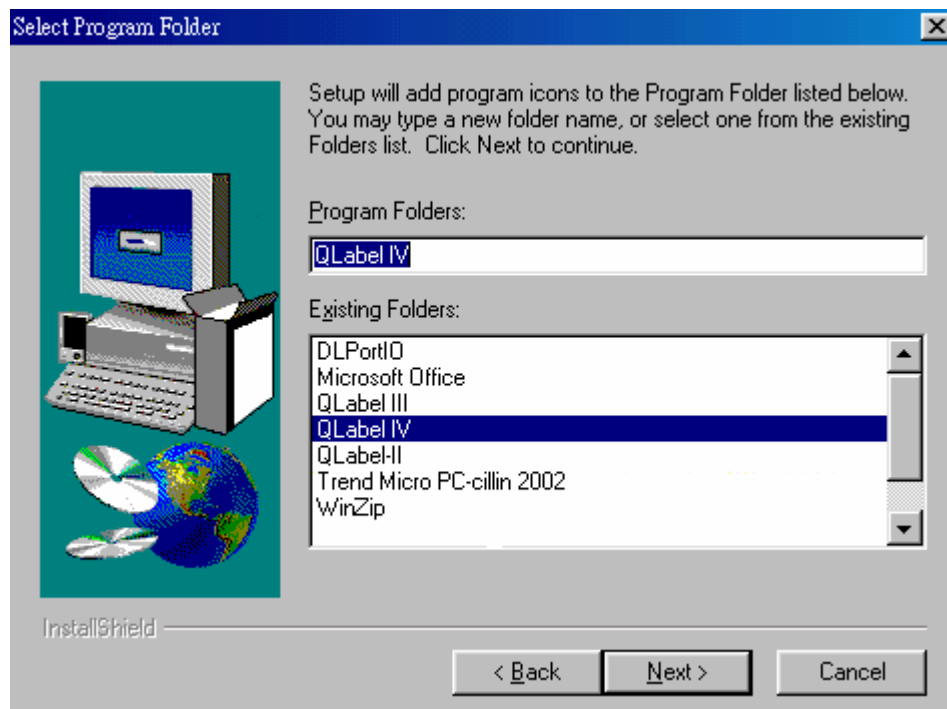 Select Program Folder
Setup will add program icons to the Program Folder listed below.
You may type a new folder name, or select one from the existing
Folders list.  Click Next to continue.
Program Folders:
QLabel IV
Existing Folders:
DLPortIO
Microsoft Office
QLabel III
QLabel IV
QLabel-II
Trend Micro PC-cillin 2002
WinZip
InstallShield
< Back
Next >
Cancel